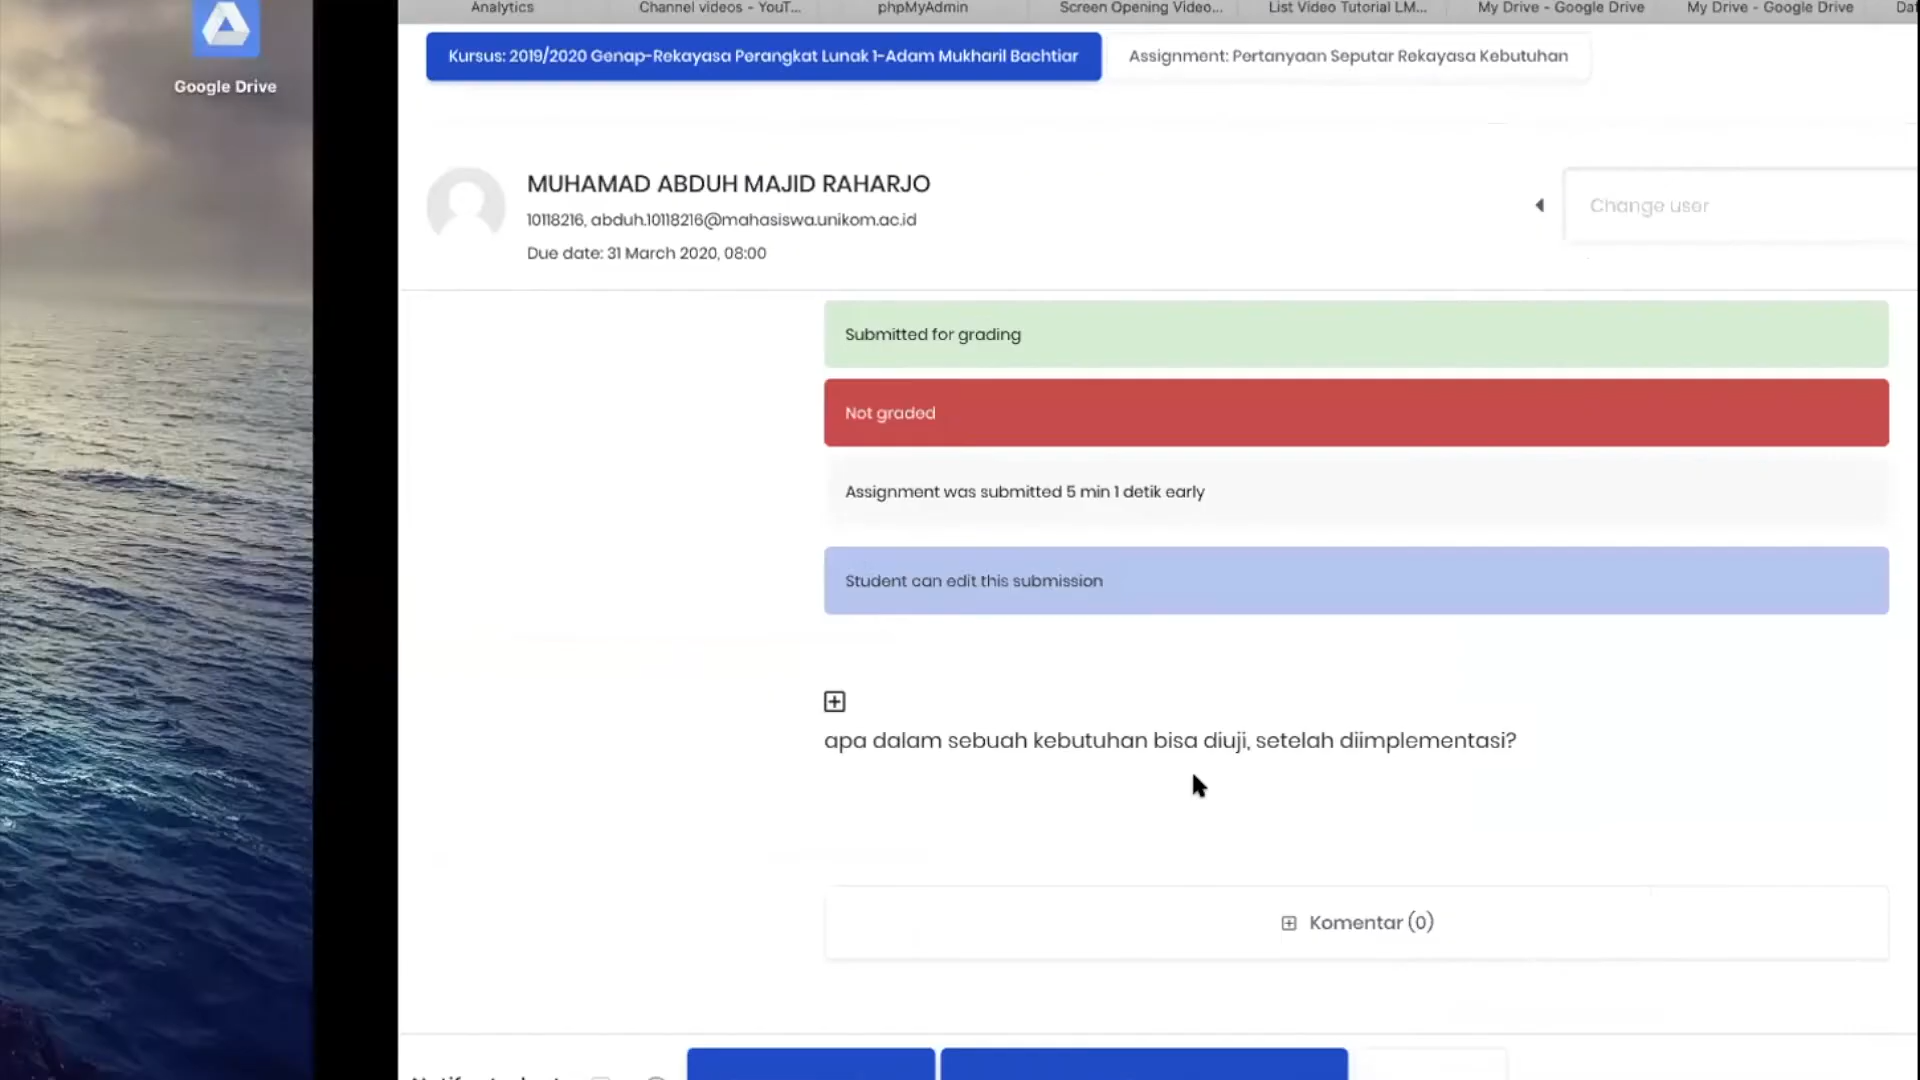 Analytics
Channel videos - YouT...
phpMyAdmin
Screen Opening Video...
List Video Tutorial LM...
My Drive - Google Drive
My Drive - Google Drive
Google Drive
Kursus: 2019/2020 Genap-Rekayasa Perangkat Lunak 1-Adam Mukharil Bachtiar
Assignment: Pertanyaan Seputar Rekayasa Kebutuhan
MUHAMAD ABDUH MAJID RAHARJO
10118216, abduh.10118216@mahasiswa.unikom.ac.id
Due date: 31 March 2020, 08:00
Change user
Submitted for grading
Not graded
Assignment was submitted 5 min 1 detik early
Student can edit this submission
apa dalam sebuah kebutuhan bisa diuji, setelah diimplementasi?
Komentar (0)